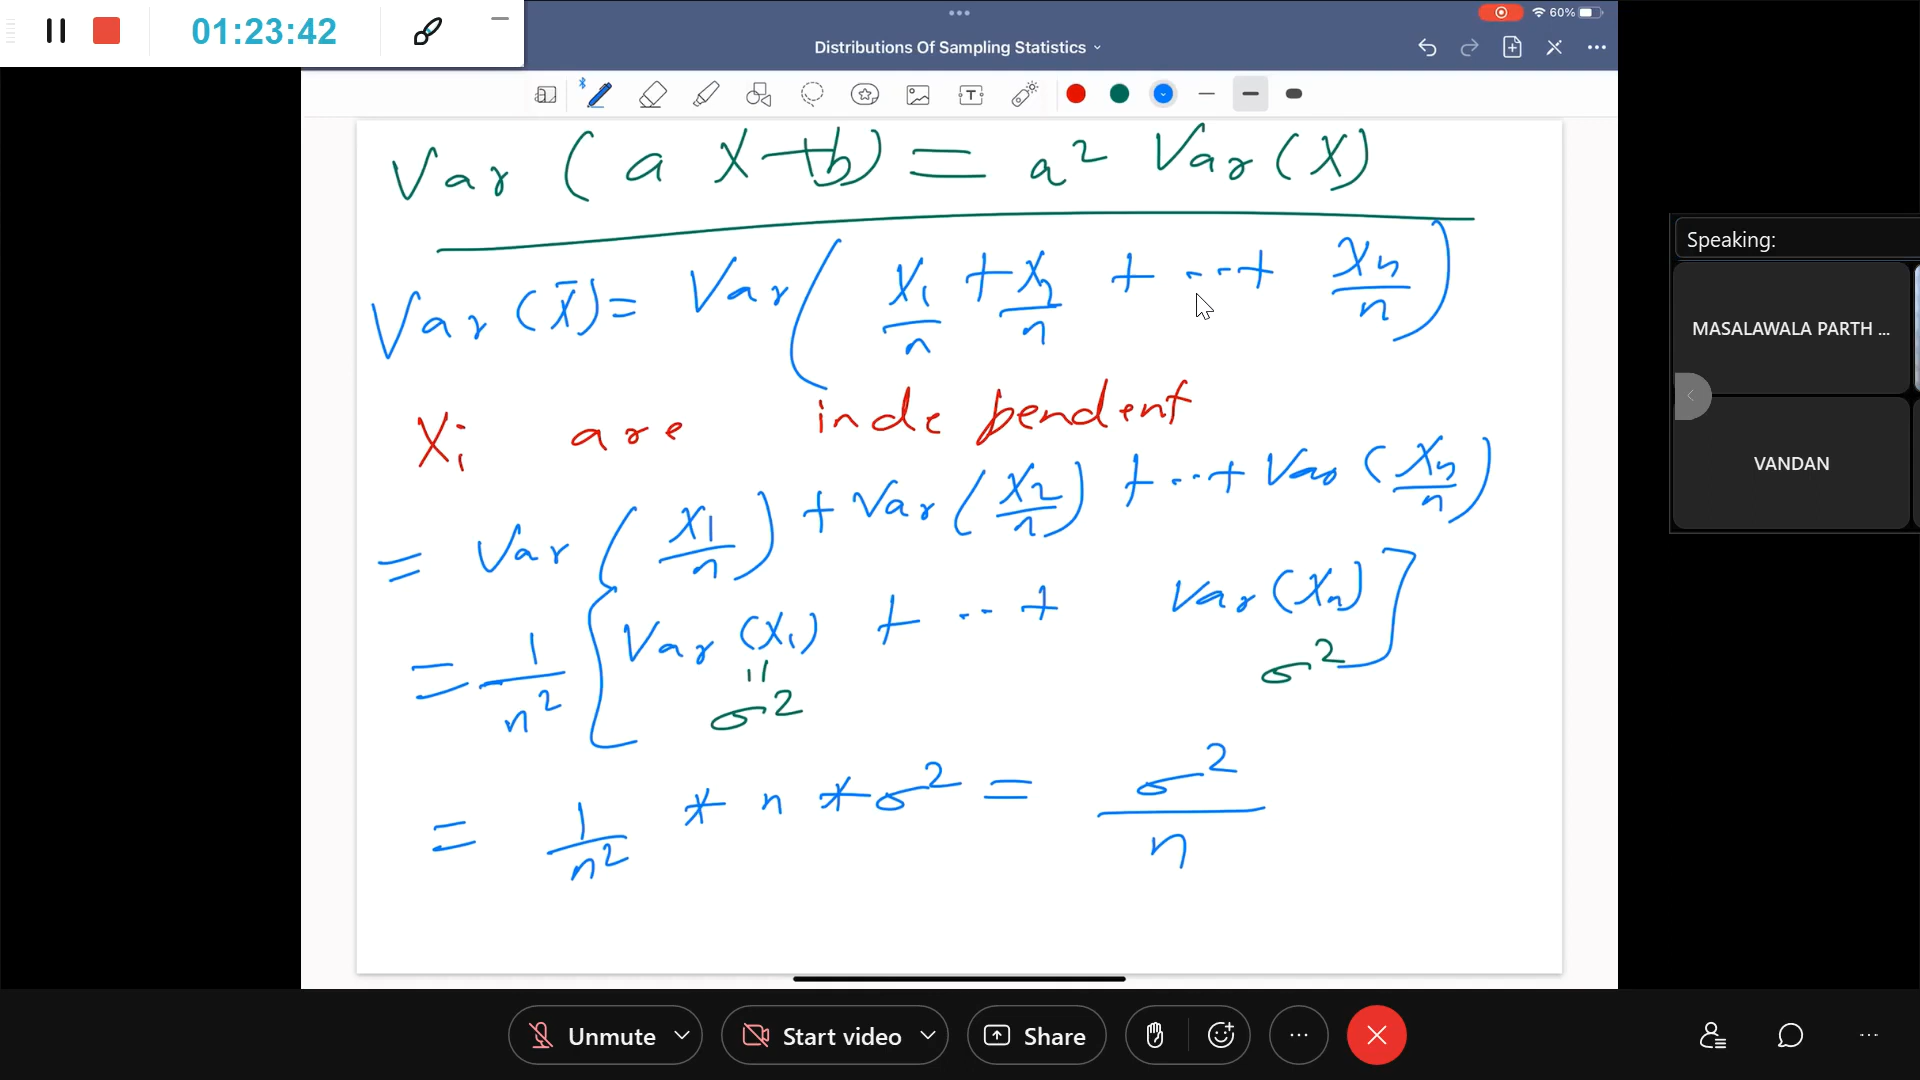 01:23:42
60%
Distributions Of Sampling Statistics
Var (a X+b) = a² Var(X)
Var (X̄) = Var( X₁/n + X₂/n + ... + Xₙ/n )
Xᵢ are independent
= Var ( X₁/n ) + Var ( X₂/n ) + ... + Var ( Xₙ/n )
= 1/n² [ Var (X₁) + ... + Var (Xₙ) ]
σ² σ²
= 1/n² * n * σ² = σ²/n
Speaking:
MASALAWALA PARTH ...
VANDAN
Unmute Start video Share